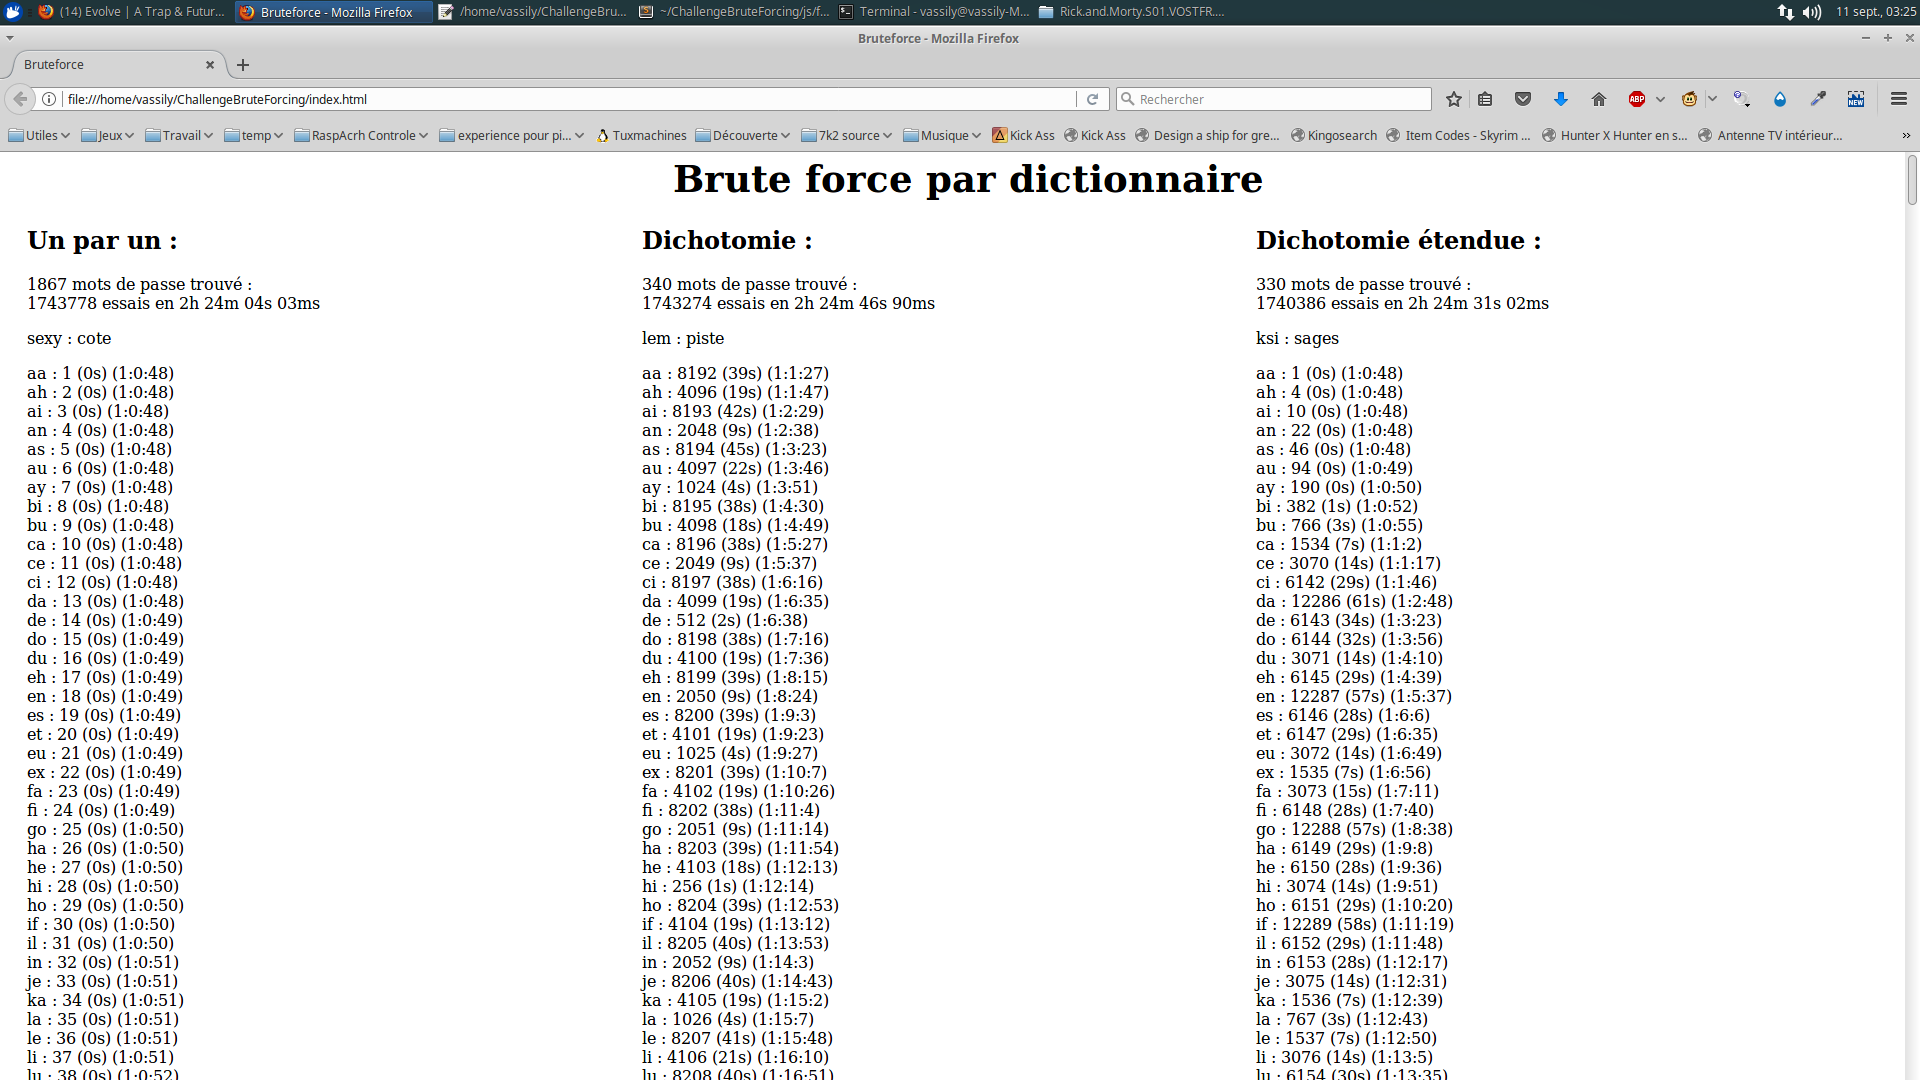 (14) Evolve | A Trap & Futur...
Bruteforce - Mozilla Firefox
/home/vassily/ChallengeBru...
~/ChallengeBruteForcing/js/f...
Terminal - vassily@vassily-M...
Rick.and.Morty.S01.VOSTFR....
11 sept., 03:25
Bruteforce - Mozilla Firefox
Bruteforce
file:///home/vassily/ChallengeBruteForcing/index.html
Rechercher
ABP
NEW
Utiles
Jeux
Travail
temp
RaspAcrh Controle
experience pour pi...
Tuxmachines
Découverte
7k2 source
Musique
Kick Ass
Kick Ass
Design a ship for gre...
Kingosearch
Item Codes - Skyrim ...
Hunter X Hunter en s...
Antenne TV intérieur...
Brute force par dictionnaire
Un par un :
1867 mots de passe trouvé :
1743778 essais en 2h 24m 04s 03ms
sexy : cote
aa : 1 (0s) (1:0:48)
ah : 2 (0s) (1:0:48)
ai : 3 (0s) (1:0:48)
an : 4 (0s) (1:0:48)
as : 5 (0s) (1:0:48)
au : 6 (0s) (1:0:48)
ay : 7 (0s) (1:0:48)
bi : 8 (0s) (1:0:48)
bu : 9 (0s) (1:0:48)
ca : 10 (0s) (1:0:48)
ce : 11 (0s) (1:0:48)
ci : 12 (0s) (1:0:48)
da : 13 (0s) (1:0:48)
de : 14 (0s) (1:0:49)
do : 15 (0s) (1:0:49)
du : 16 (0s) (1:0:49)
eh : 17 (0s) (1:0:49)
en : 18 (0s) (1:0:49)
es : 19 (0s) (1:0:49)
et : 20 (0s) (1:0:49)
eu : 21 (0s) (1:0:49)
ex : 22 (0s) (1:0:49)
fa : 23 (0s) (1:0:49)
fi : 24 (0s) (1:0:49)
go : 25 (0s) (1:0:50)
ha : 26 (0s) (1:0:50)
he : 27 (0s) (1:0:50)
hi : 28 (0s) (1:0:50)
ho : 29 (0s) (1:0:50)
if : 30 (0s) (1:0:50)
il : 31 (0s) (1:0:50)
in : 32 (0s) (1:0:51)
je : 33 (0s) (1:0:51)
ka : 34 (0s) (1:0:51)
la : 35 (0s) (1:0:51)
le : 36 (0s) (1:0:51)
li : 37 (0s) (1:0:51)
lu : 38 (0s) (1:0:52)
Dichotomie :
340 mots de passe trouvé :
1743274 essais en 2h 24m 46s 90ms
lem : piste
aa : 8192 (39s) (1:1:27)
ah : 4096 (19s) (1:1:47)
ai : 8193 (42s) (1:2:29)
an : 2048 (9s) (1:2:38)
as : 8194 (45s) (1:3:23)
au : 4097 (22s) (1:3:46)
ay : 1024 (4s) (1:3:51)
bi : 8195 (38s) (1:4:30)
bu : 4098 (18s) (1:4:49)
ca : 8196 (38s) (1:5:27)
ce : 2049 (9s) (1:5:37)
ci : 8197 (38s) (1:6:16)
da : 4099 (19s) (1:6:35)
de : 512 (2s) (1:6:38)
do : 8198 (38s) (1:7:16)
du : 4100 (19s) (1:7:36)
eh : 8199 (39s) (1:8:15)
en : 2050 (9s) (1:8:24)
es : 8200 (39s) (1:9:3)
et : 4101 (19s) (1:9:23)
eu : 1025 (4s) (1:9:27)
ex : 8201 (39s) (1:10:7)
fa : 4102 (19s) (1:10:26)
fi : 8202 (38s) (1:11:4)
go : 2051 (9s) (1:11:14)
ha : 8203 (39s) (1:11:54)
he : 4103 (18s) (1:12:13)
hi : 256 (1s) (1:12:14)
ho : 8204 (39s) (1:12:53)
if : 4104 (19s) (1:13:12)
il : 8205 (40s) (1:13:53)
in : 2052 (9s) (1:14:3)
je : 8206 (40s) (1:14:43)
ka : 4105 (19s) (1:15:2)
la : 1026 (4s) (1:15:7)
le : 8207 (41s) (1:15:48)
li : 4106 (21s) (1:16:10)
lu : 8208 (40s) (1:16:51)
Dichotomie étendue :
330 mots de passe trouvé :
1740386 essais en 2h 24m 31s 02ms
ksi : sages
aa : 1 (0s) (1:0:48)
ah : 4 (0s) (1:0:48)
ai : 10 (0s) (1:0:48)
an : 22 (0s) (1:0:48)
as : 46 (0s) (1:0:48)
au : 94 (0s) (1:0:49)
ay : 190 (0s) (1:0:50)
bi : 382 (1s) (1:0:52)
bu : 766 (3s) (1:0:55)
ca : 1534 (7s) (1:1:2)
ce : 3070 (14s) (1:1:17)
ci : 6142 (29s) (1:1:46)
da : 12286 (61s) (1:2:48)
de : 6143 (34s) (1:3:23)
do : 6144 (32s) (1:3:56)
du : 3071 (14s) (1:4:10)
eh : 6145 (29s) (1:4:39)
en : 12287 (57s) (1:5:37)
es : 6146 (28s) (1:6:6)
et : 6147 (29s) (1:6:35)
eu : 3072 (14s) (1:6:49)
ex : 1535 (7s) (1:6:56)
fa : 3073 (15s) (1:7:11)
fi : 6148 (28s) (1:7:40)
go : 12288 (57s) (1:8:38)
ha : 6149 (29s) (1:9:8)
he : 6150 (28s) (1:9:36)
hi : 3074 (14s) (1:9:51)
ho : 6151 (29s) (1:10:20)
if : 12289 (58s) (1:11:19)
il : 6152 (29s) (1:11:48)
in : 6153 (28s) (1:12:17)
je : 3075 (14s) (1:12:31)
ka : 1536 (7s) (1:12:39)
la : 767 (3s) (1:12:43)
le : 1537 (7s) (1:12:50)
li : 3076 (14s) (1:13:5)
lu : 6154 (30s) (1:13:35)